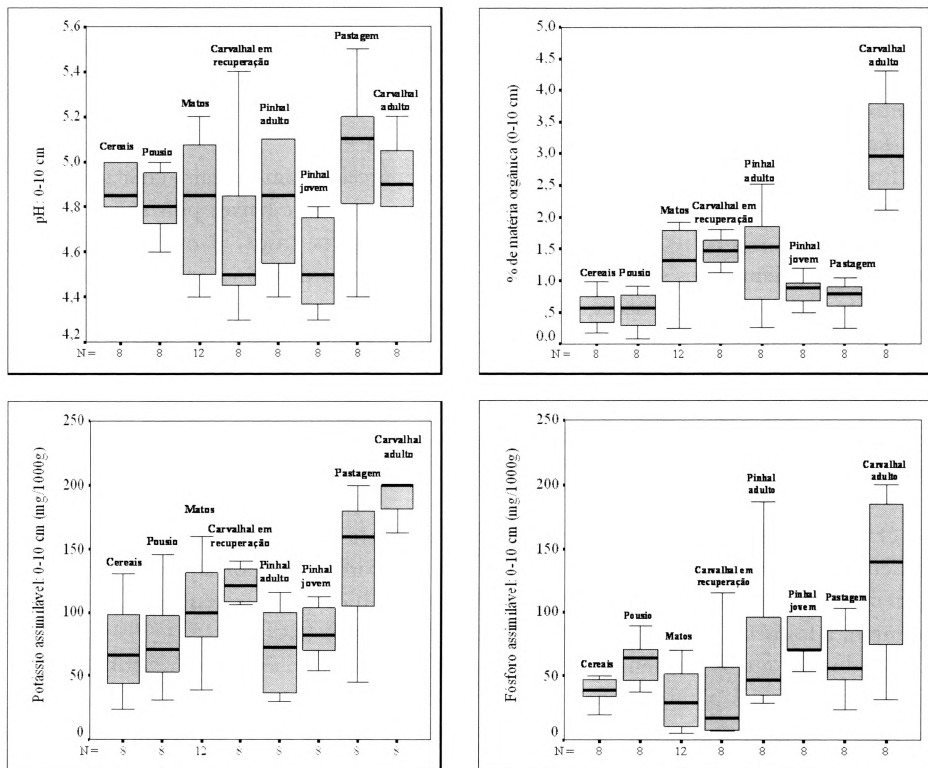 5,6
5,4
5,2
5,0
4,8
4,6
4,4
4,2
pH: 0-10 cm
Cereais
Pousio
Matos
Carvalhal em
recuperação
Pinhal
adulto
Pinhal
jovem
Pastagem
Carvalhal
adulto
N = 8 8 12 8 8 8 8 8
5.0
4.5
4.0
3.5
3.0
2.5
2.0
1.5
1.0
,5
0.0
% de matéria orgânica (0-10 cm)
Cereais Pousio
Matos
Carvalhal em
recuperação
Pinhal
adulto
Pinhal
jovem
Pastagem
Carvalhal
adulto
N = 8 8 12 8 8 8 8 8
250
200
150
100
50
0
Potássio assimilável: 0-10 cm (mg/1000g)
Cereais
Pousio
Matos
Carvalhal em
recuperação
Pinhal
adulto
Pinhal
jovem
Pastagem
Carvalhal
adulto
N = 8 8 12 8 8 8 8 8
250
200
150
100
50
0
Fósforo assimilável: 0-10 cm (mg/1000g)
Cereais
Pousio
Matos
Carvalhal em
recuperação
Pinhal
adulto
Pinhal
jovem
Pastagem
Carvalhal
adulto
N = 8 8 12 8 8 8 8 8